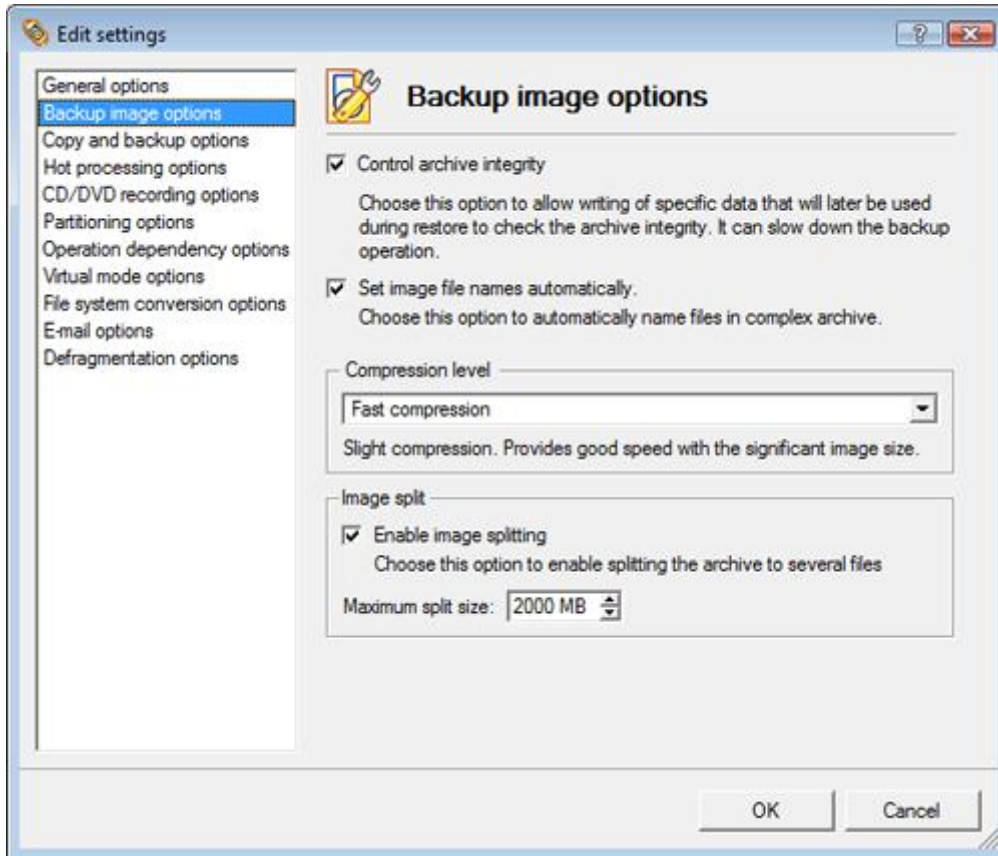 Edit settings
General options
Backup image options
Copy and backup options
Hot processing options
CD/DVD recording options
Partitioning options
Operation dependency options
Virtual mode options
File system conversion options
E-mail options
Defragmentation options
Backup image options
Control archive integrity
Choose this option to allow writing of specific data that will later be used
during restore to check the archive integrity. It can slow down the backup
operation.
Set image file names automatically.
Choose this option to automatically name files in complex archive.
Compression level
Fast compression
Slight compression. Provides good speed with the significant image size.
Image split
Enable image splitting
Choose this option to enable splitting the archive to several files
Maximum split size: 2000 MB
OK Cancel